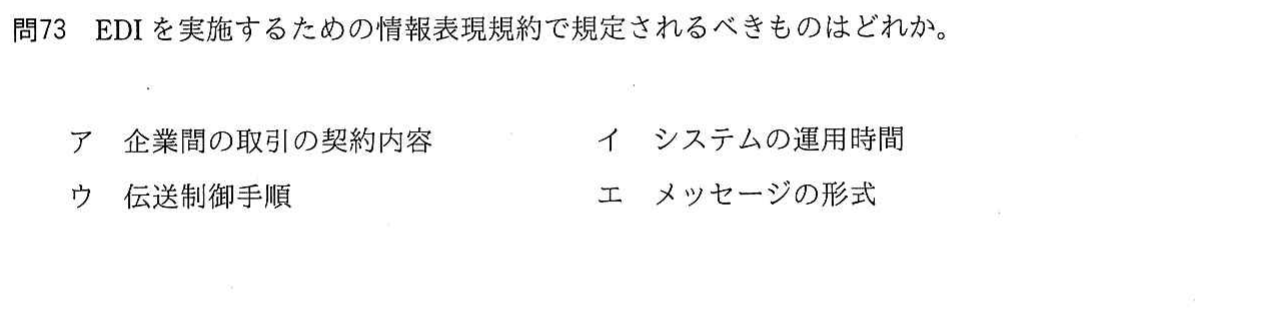 問73 EDIを実施するための情報表現規約で規定されるべきものはどれか。
ア 企業間の取引の契約内容 イ システムの運用時間
ウ 伝送制御手順 エ メッセージの形式